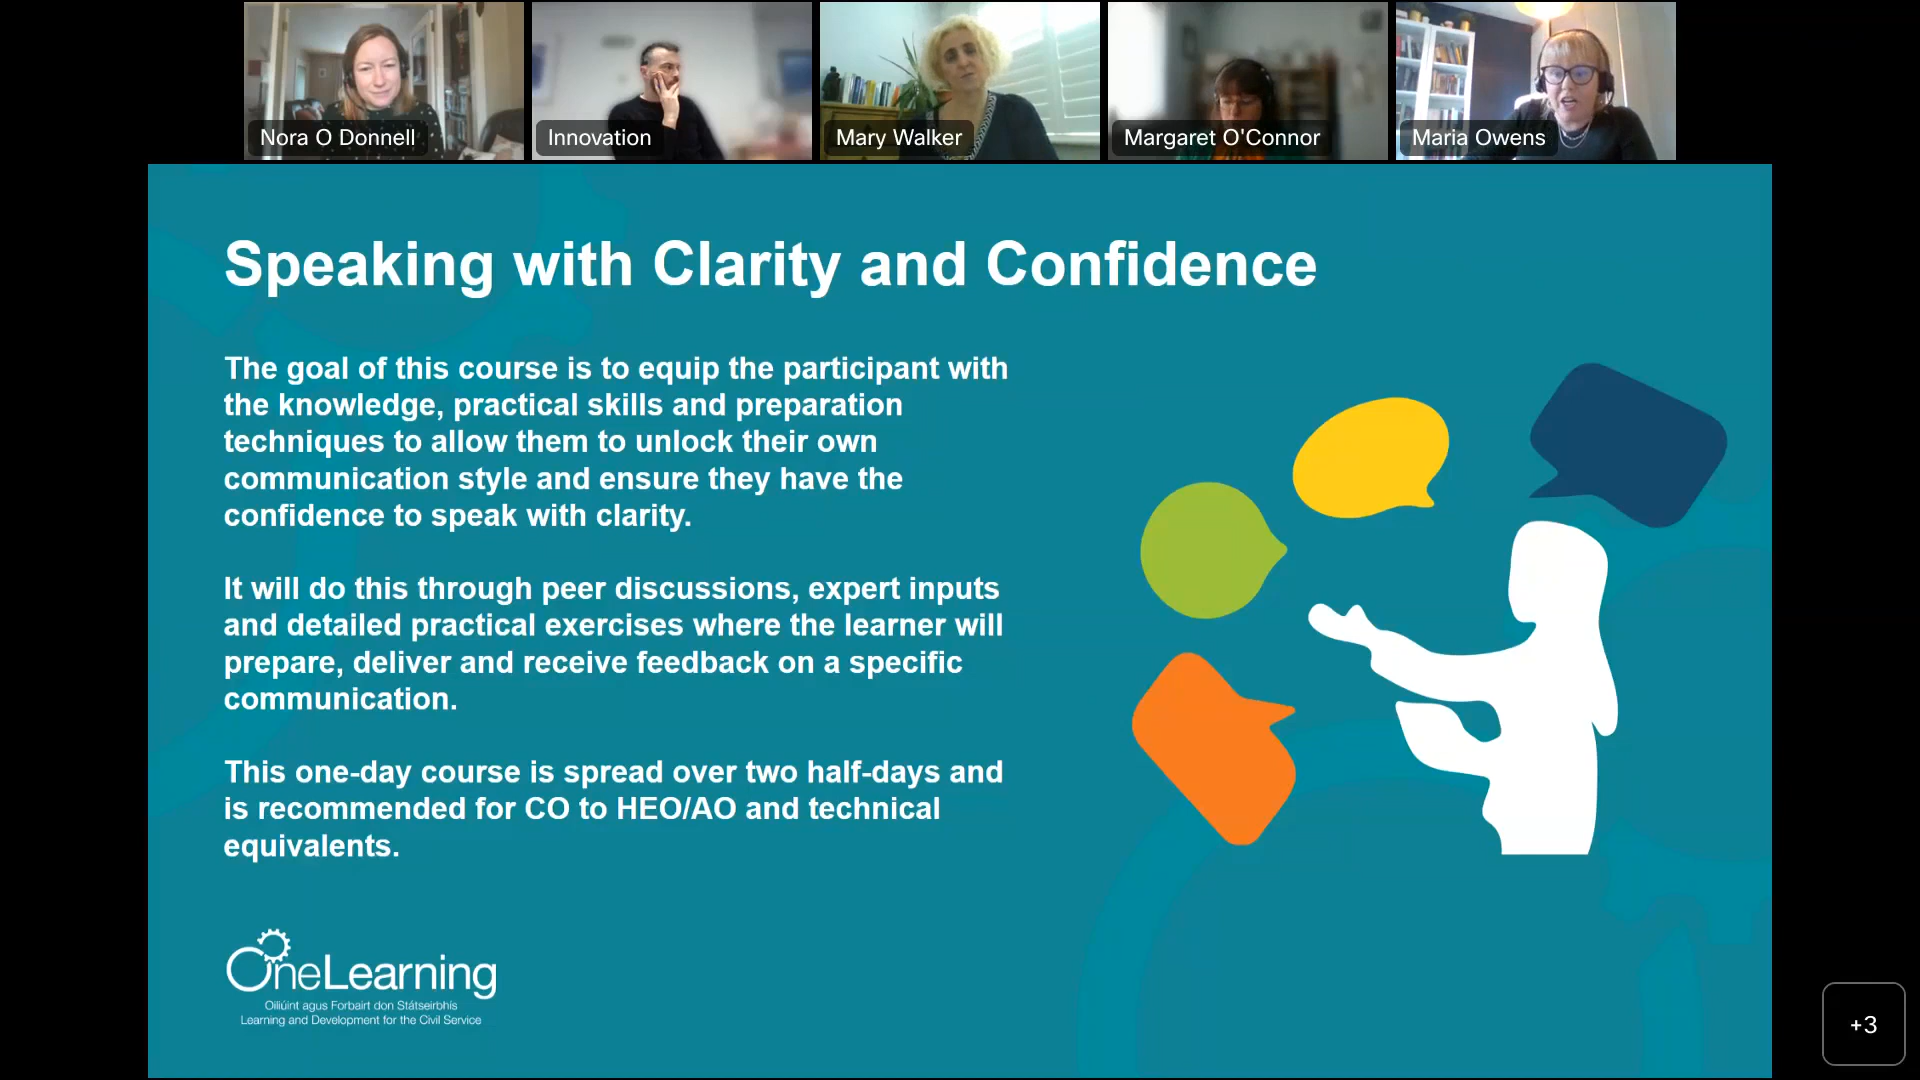 Nora O Donnell
Innovation
Mary Walker
Margaret O'Connor
Maria Owens
Speaking with Clarity and Confidence
The goal of this course is to equip the participant with
the knowledge, practical skills and preparation
techniques to allow them to unlock their own
communication style and ensure they have the
confidence to speak with clarity.
It will do this through peer discussions, expert inputs
and detailed practical exercises where the learner will
prepare, deliver and receive feedback on a specific
communication.
This one-day course is spread over two half-days and
is recommended for CO to HEO/AO and technical
equivalents.
OneLearning
Oiliúint agus Forbairt don Státseirbhís
Learning and Development for the Civil Service
+3